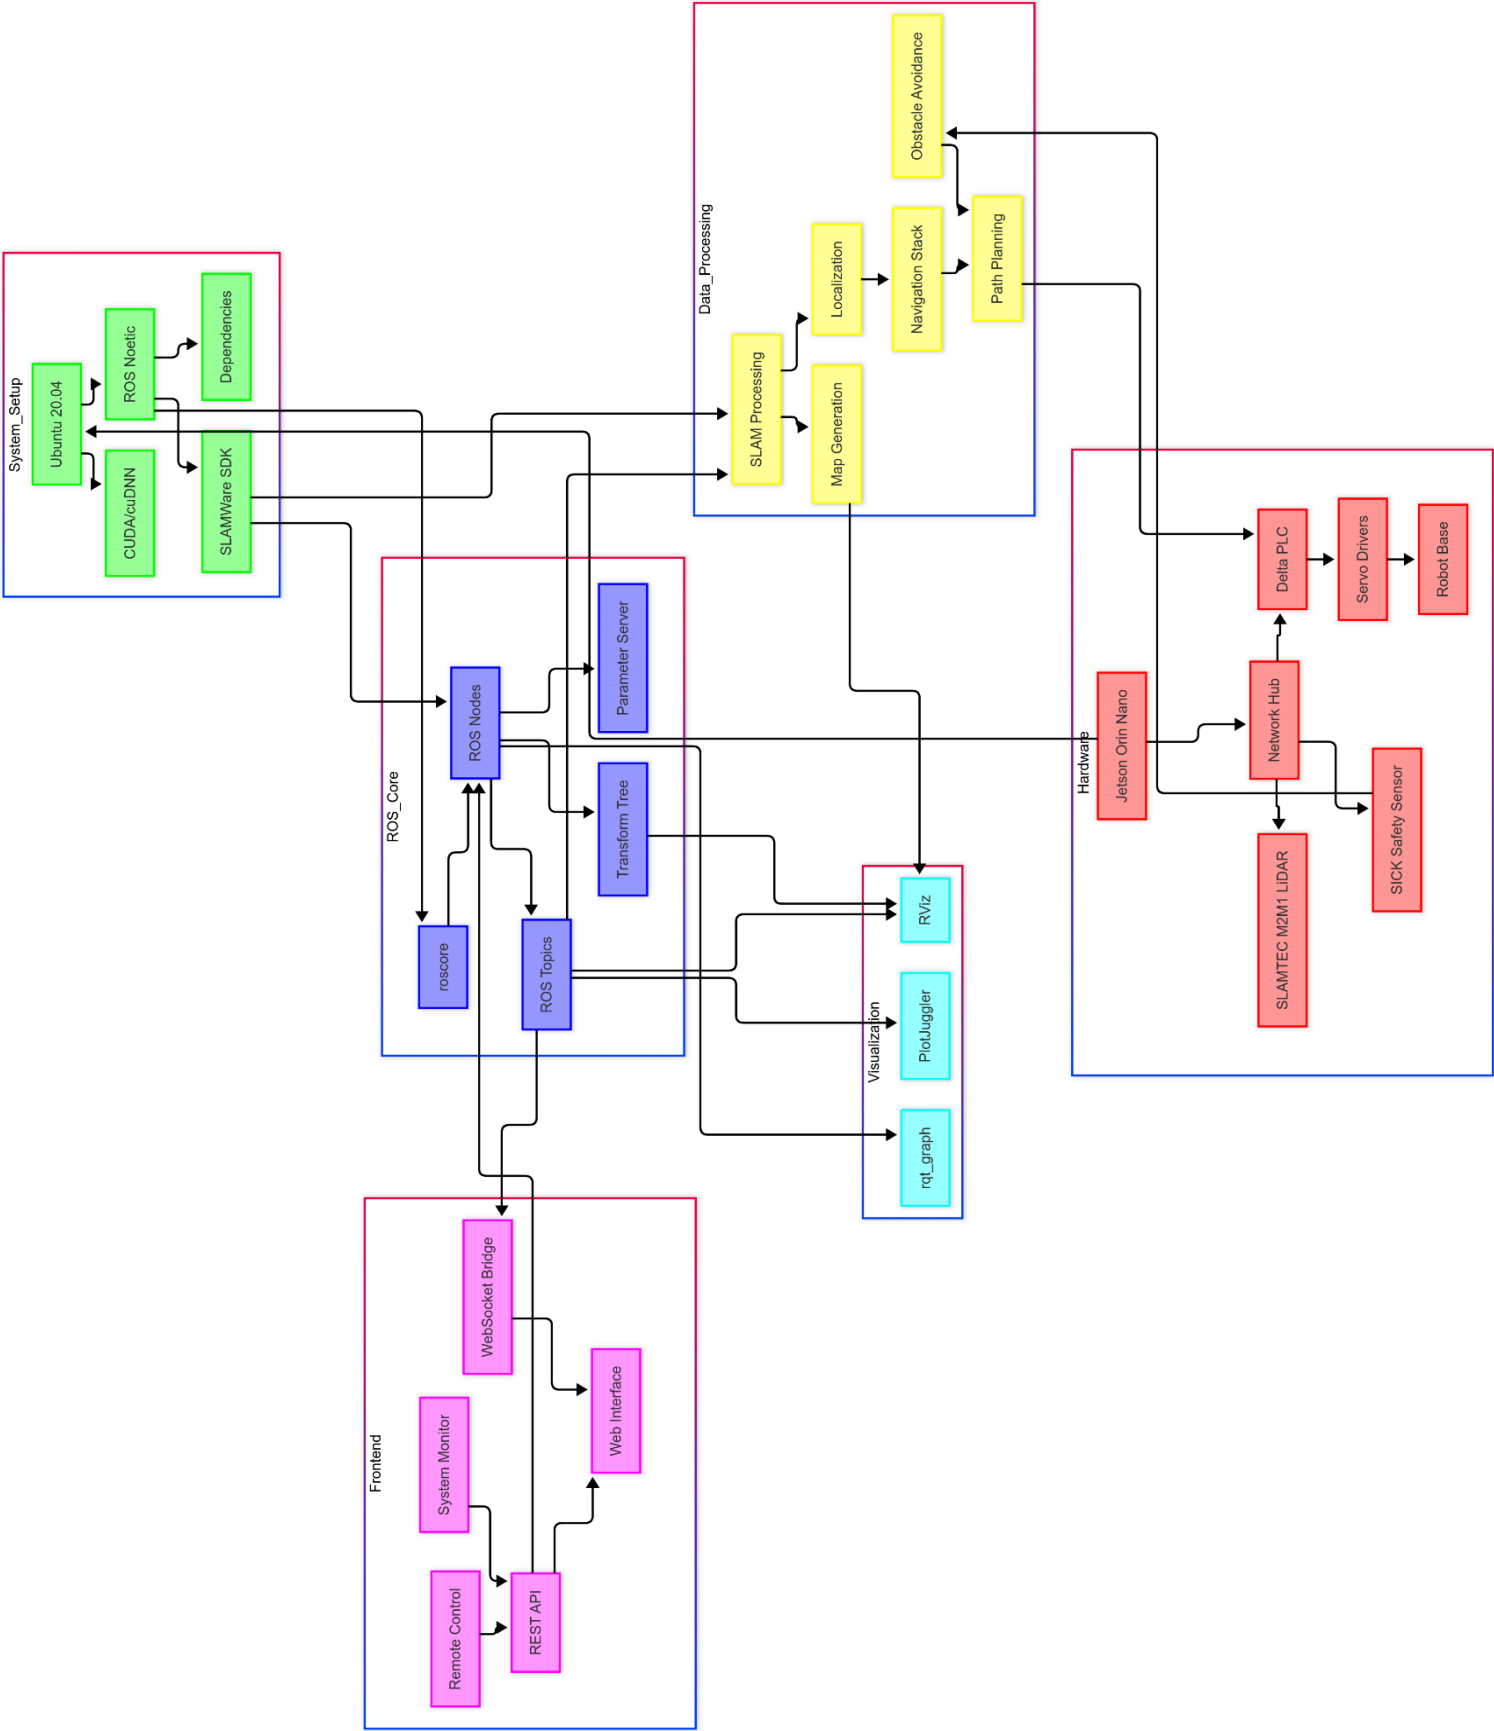 System_Setup
Ubuntu 20.04
ROS Noetic
CUDA/cuDNN
Dependencies
SLAMWare SDK
Data_Processing
Obstacle Avoidance
SLAM Processing
Localization
Map Generation
Navigation Stack
Path Planning
ROS_Core
ROS Nodes
Parameter Server
Transform Tree
roscore
ROS Topics
Hardware
Jetson Orin Nano
Network Hub
Delta PLC
Servo Drivers
Robot Base
SLAMTEC M2M1 LiDAR
SICK Safety Sensor
Visualization
RViz
PlotJuggler
rqt_graph
Frontend
WebSocket Bridge
System Monitor
Web Interface
Remote Control
REST API